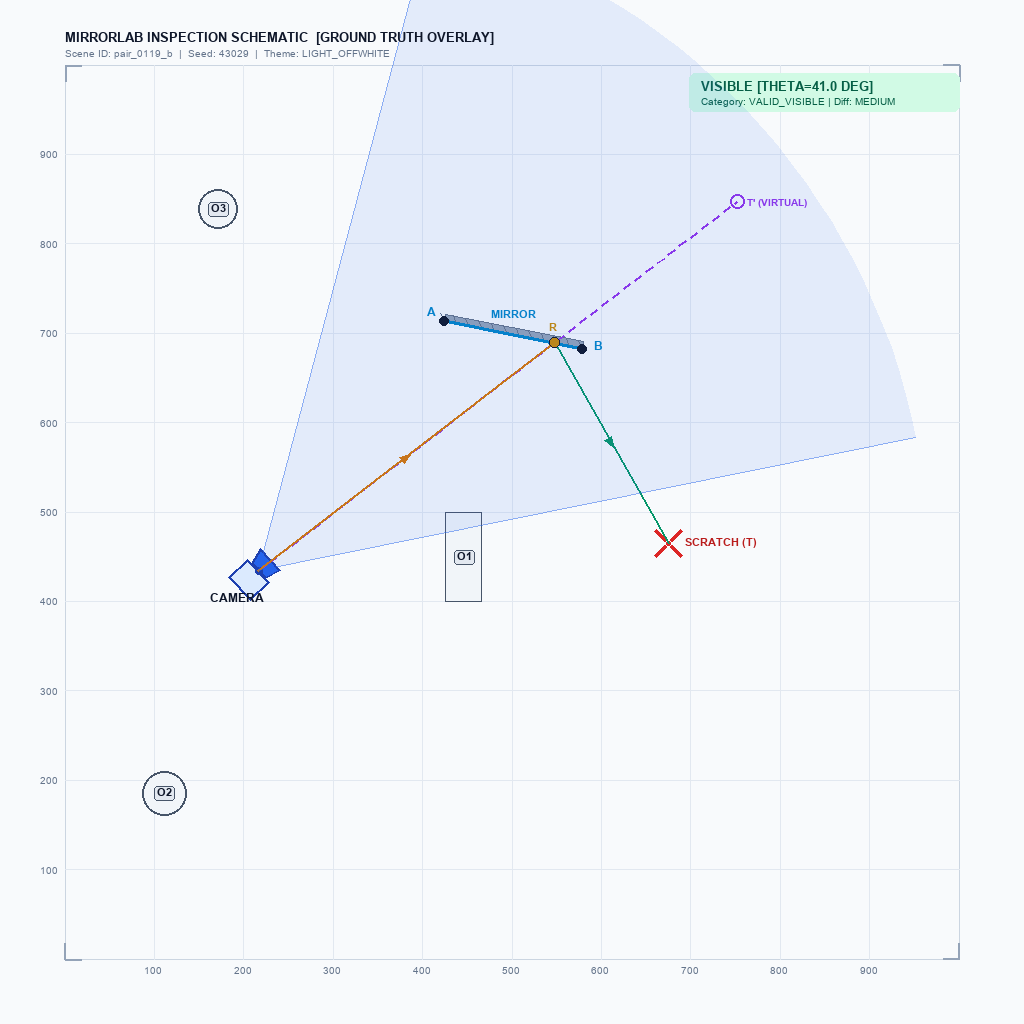 MIRRORLAB INSPECTION SCHEMATIC [GROUND TRUTH OVERLAY]
Scene ID: pair_0119_b | Seed: 43029 | Theme: LIGHT_OFFWHITE
VISIBLE [THETA=41.0 DEG]
Category: VALID_VISIBLE | Diff: MEDIUM
900
O3
T' (VIRTUAL)
800
A
MIRROR
R
B
700
600
500
SCRATCH (T)
O1
CAMERA
400
300
O2
200
100
100 200 300 400 500 600 700 800 900